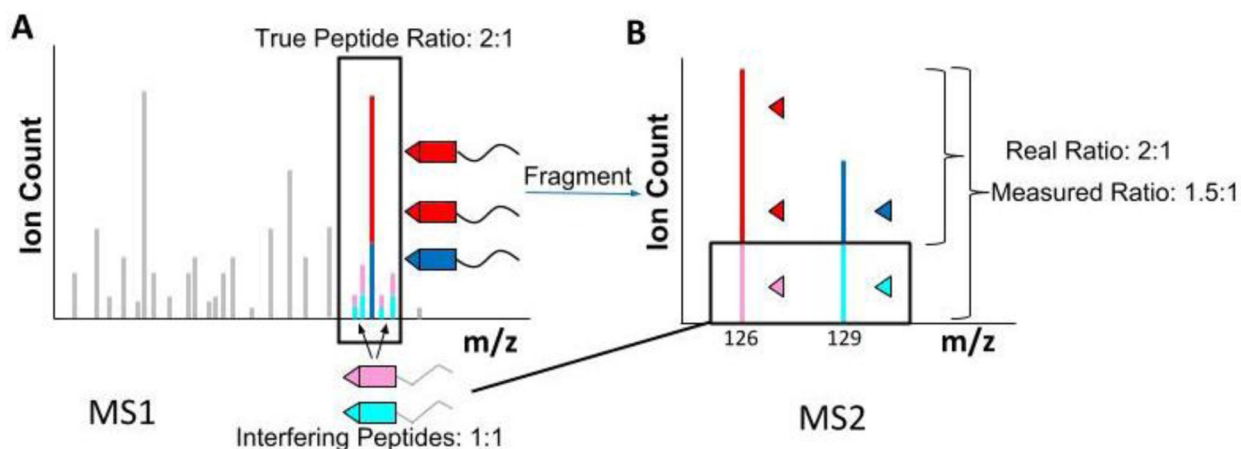 A
True Peptide Ratio: 2:1
Ion Count
m/z
MS1
Interfering Peptides: 1:1
Fragment
B
Ion Count
Real Ratio: 2:1
Measured Ratio: 1.5:1
126
129
m/z
MS2